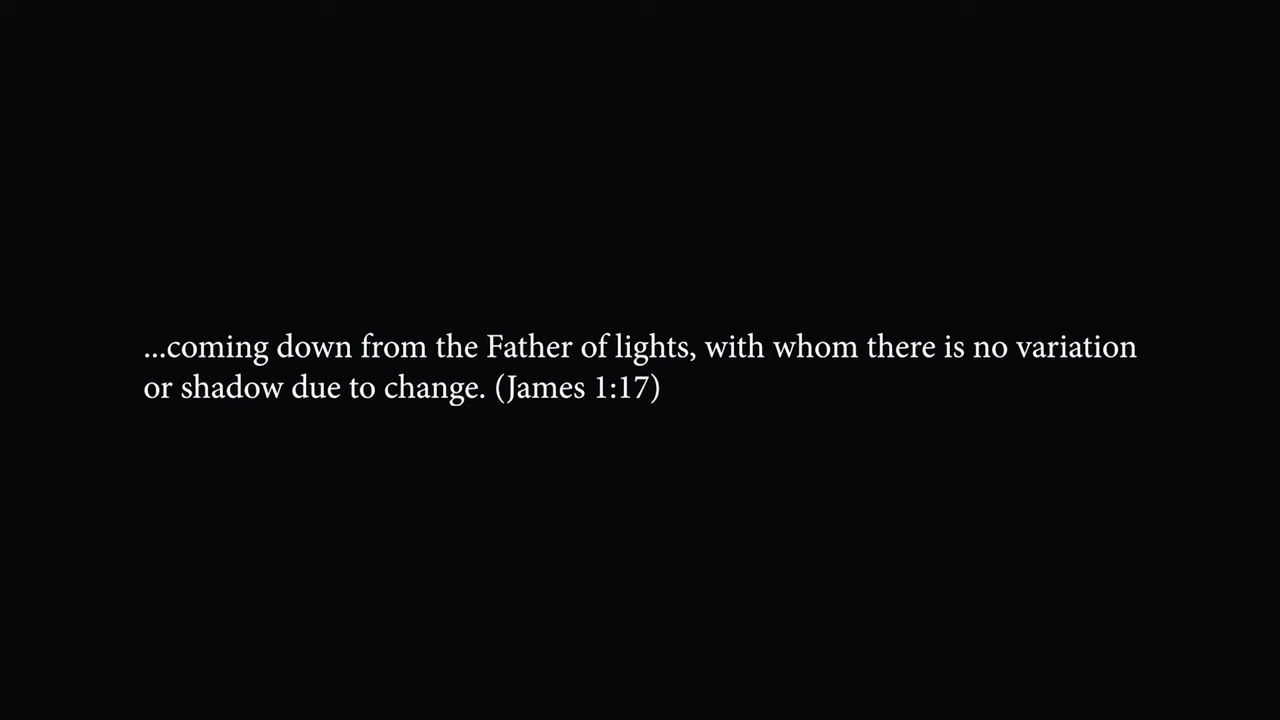 ...coming down from the Father of lights, with whom there is no variation
or shadow due to change. (James 1:17)